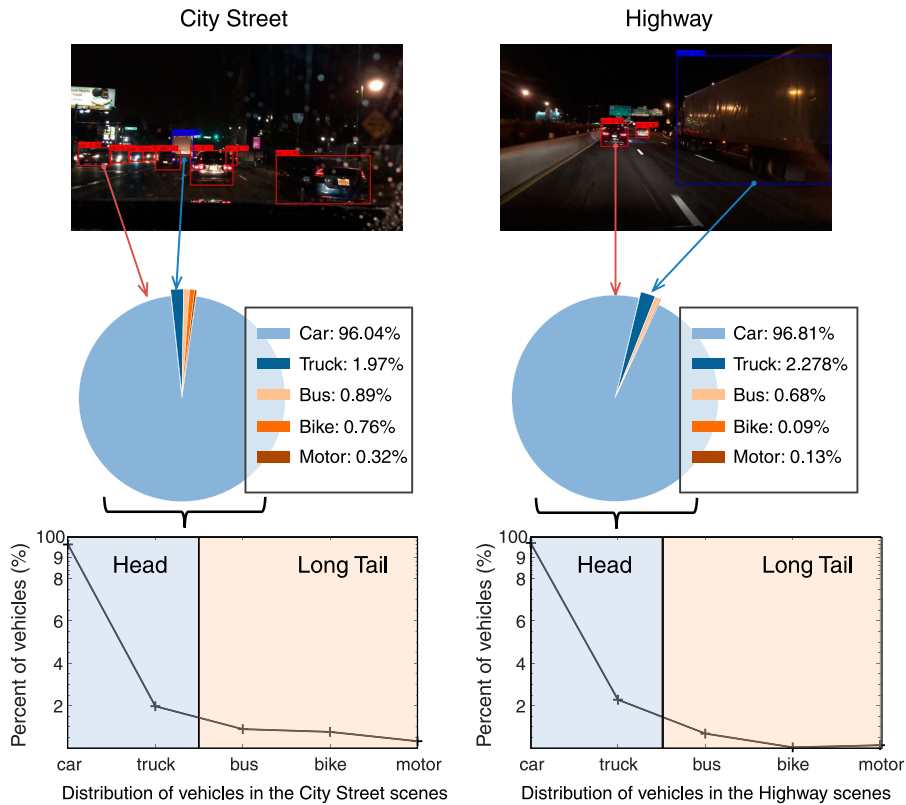 City Street
Highway
Car: 96.04%
Truck: 1.97%
Bus: 0.89%
Bike: 0.76%
Motor: 0.32%
Car: 96.81%
Truck: 2.278%
Bus: 0.68%
Bike: 0.09%
Motor: 0.13%
Percent of vehicles (%)
100
9
8
6
4
2
Head
Long Tail
car truck bus bike motor
Distribution of vehicles in the City Street scenes
Percent of vehicles (%)
100
9
8
6
4
2
Head
Long Tail
car truck bus bike motor
Distribution of vehicles in the Highway scenes